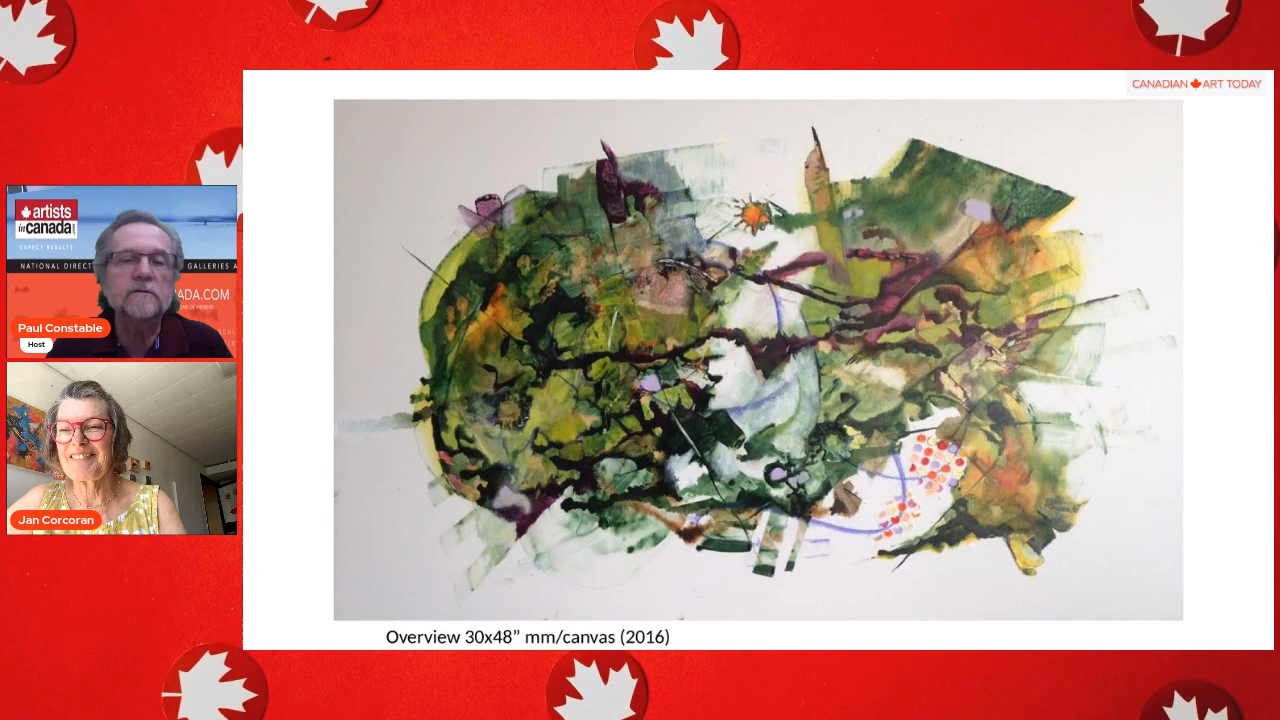 CANADIAN ART TODAY
artists
in canada
EXPECT RESULTS
NATIONAL DIRECT GALLERIES A
ADA.COM
Paul Constable
Host
Jan Corcoran
Overview 30x48” mm/canvas (2016)